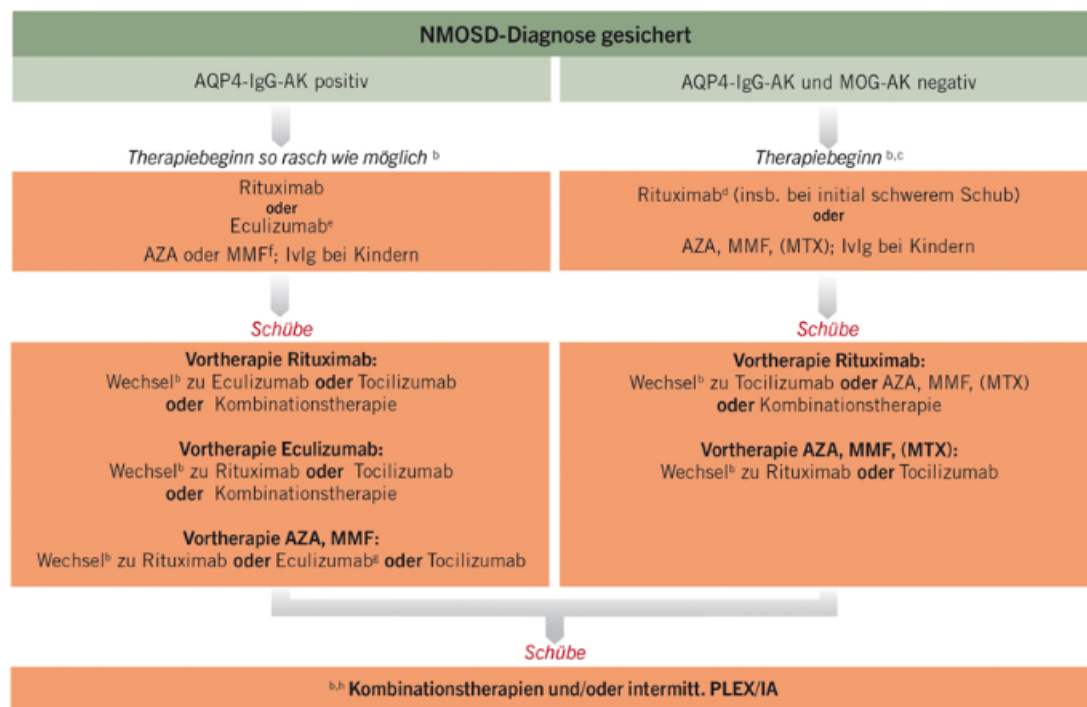 NMOSD-Diagnose gesichert
AQP4-IgG-AK positiv
Therapiebeginn so rasch wie möglich ᵇ
Rituximab
oder
Eculizumabᵉ
AZA oder MMFᶠ; IvIg bei Kindern
Schübe
Vortherapie Rituximab:
Wechselᵇ zu Eculizumab oder Tocilizumab
oder Kombinationstherapie
Vortherapie Eculizumab:
Wechselᵇ zu Rituximab oder Tocilizumab
oder Kombinationstherapie
Vortherapie AZA, MMF:
Wechselᵇ zu Rituximab oder Eculizumabᵍ oder Tocilizumab
AQP4-IgG-AK und MOG-AK negativ
Therapiebeginn ᵇ,ᶜ
Rituximabᵈ (insb. bei initial schwerem Schub)
oder
AZA, MMF, (MTX); IvIg bei Kindern
Schübe
Vortherapie Rituximab:
Wechselᵇ zu Tocilizumab oder AZA, MMF, (MTX)
oder Kombinationstherapie
Vortherapie AZA, MMF, (MTX):
Wechselᵇ zu Rituximab oder Tocilizumab
Schübe
ᵇ,ʰ Kombinationstherapien und/oder intermitt. PLEX/IA